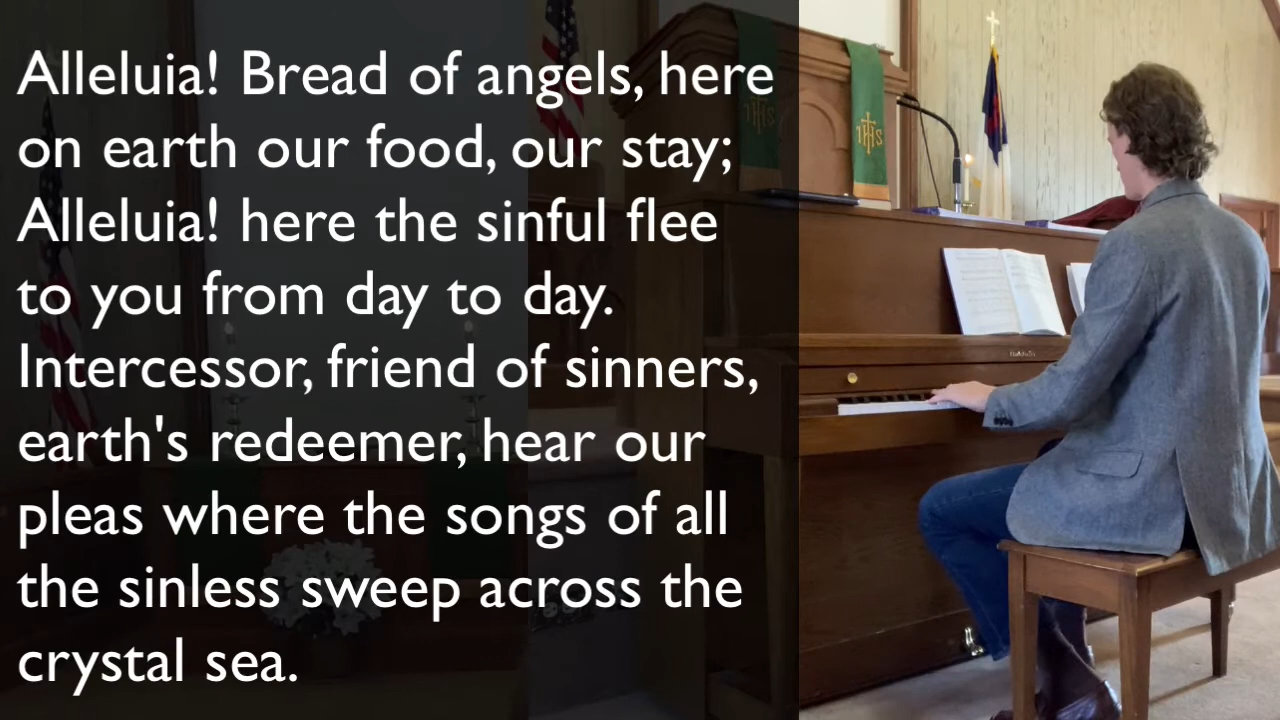 Alleluia! Bread of angels, here
on earth our food, our stay;
Alleluia! here the sinful flee
to you from day to day.
Intercessor, friend of sinners,
earth's redeemer, hear our
pleas where the songs of all
the sinless sweep across the
crystal sea.
IHS